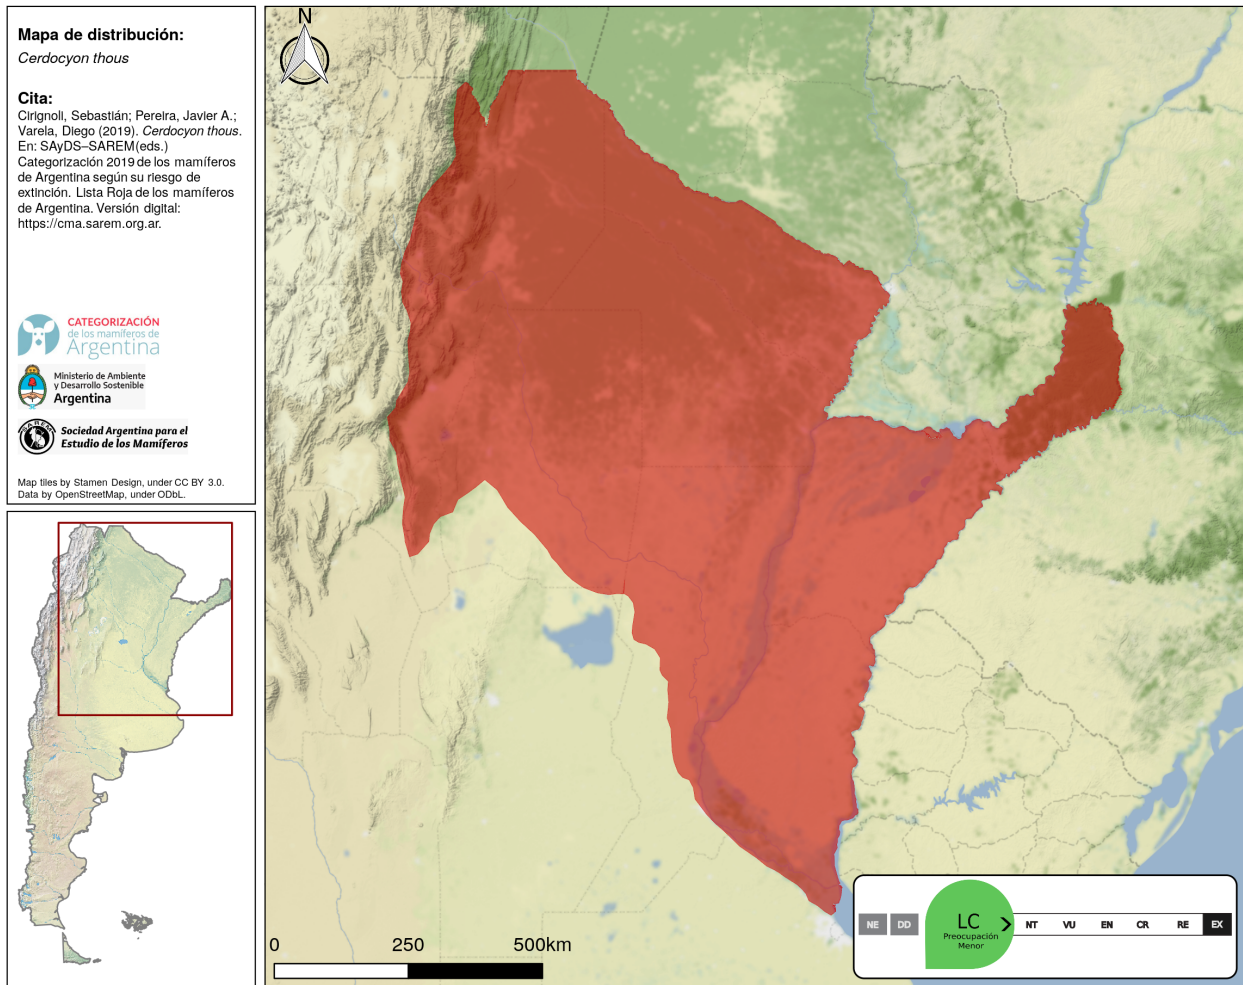 Mapa de distribución:
Cerdocyon thous
Cita:
Cirignoli, Sebastián; Pereira, Javier A.;
Varela, Diego (2019). Cerdocyon thous.
En: SAyDS–SAREM(eds.)
Categorización 2019 de los mamíferos
de Argentina según su riesgo de
extinción. Lista Roja de los mamíferos
de Argentina. Versión digital:
https://cma.sarem.org.ar.
CATEGORIZACIÓN
de los mamíferos de
Argentina
Ministerio de Ambiente
y Desarrollo Sostenible
Argentina
SAREM
Sociedad Argentina para el
Estudio de los Mamíferos
Map tiles by Stamen Design, under CC BY 3.0.
Data by OpenStreetMap, under ODbL.
N
0 250 500km
NE DD LC NT VU EN CR RE EX
Preocupación
Menor